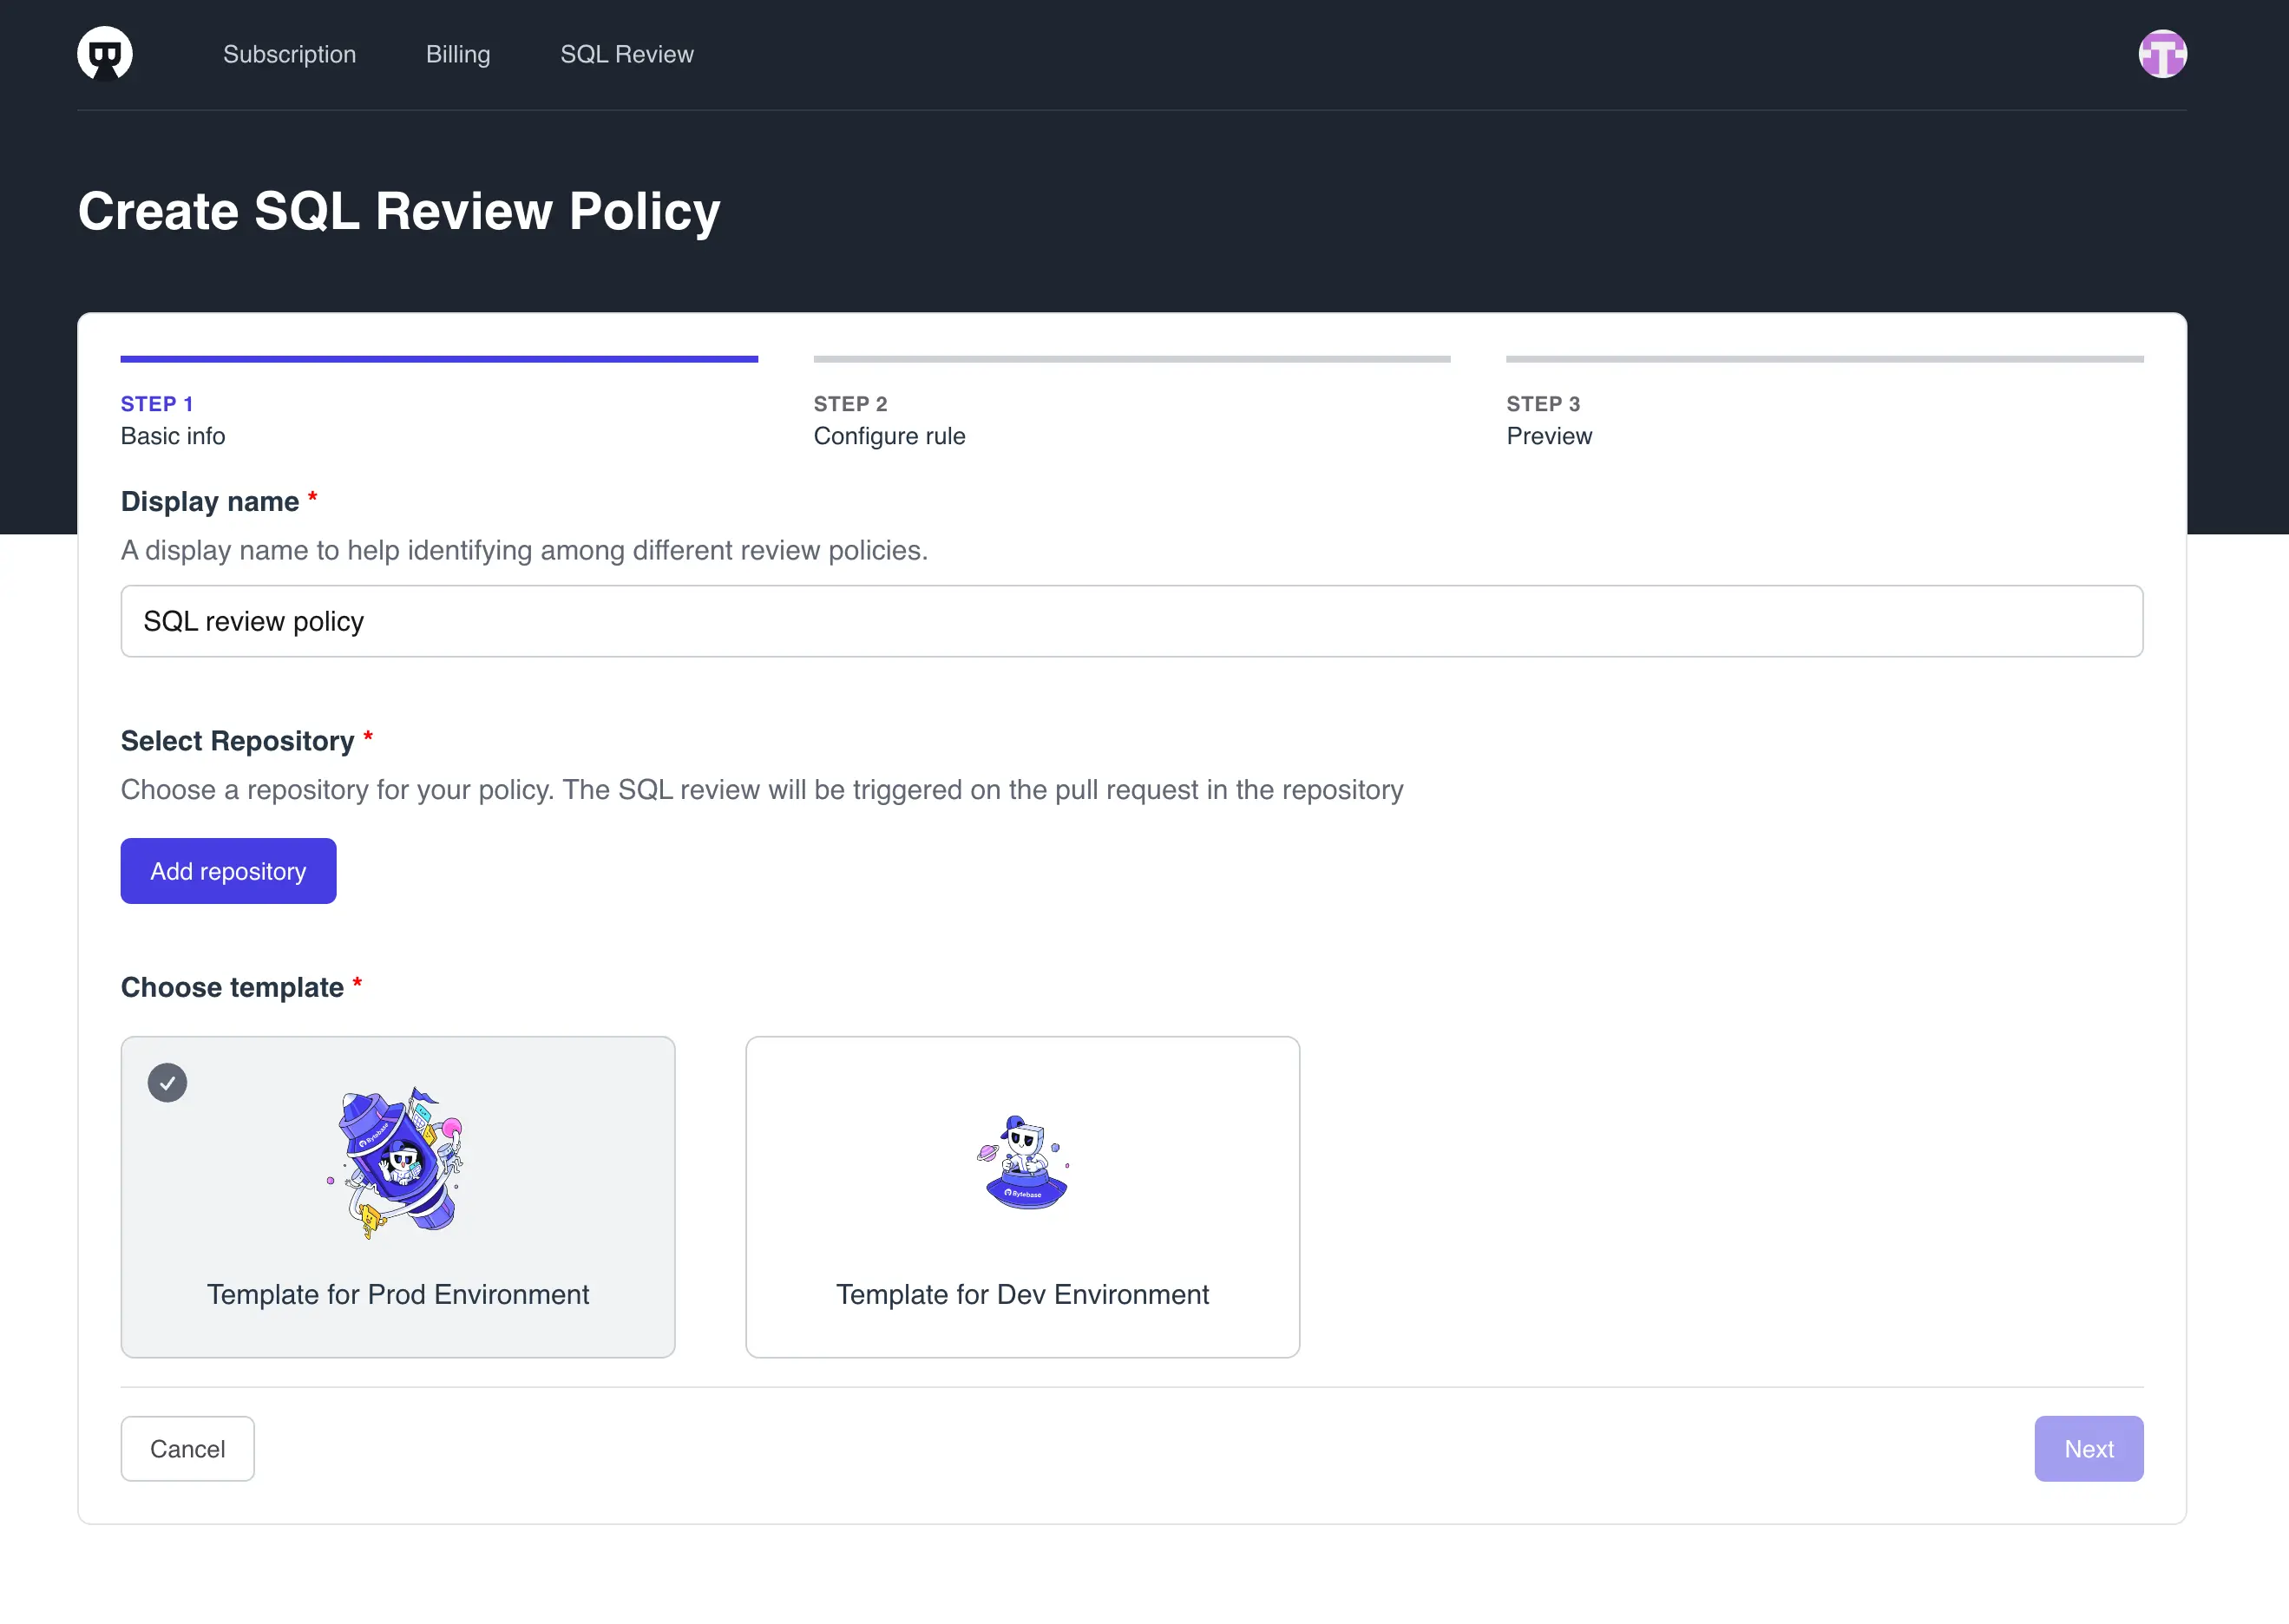 Subscription
Billing
SQL Review
Create SQL Review Policy
STEP 1
Basic info
STEP 2
Configure rule
STEP 3
Preview
Display name *
A display name to help identifying among different review policies.
SQL review policy
Select Repository *
Choose a repository for your policy. The SQL review will be triggered on the pull request in the repository
Add repository
Choose template *
Bytebase
Template for Prod Environment
Bytebase
Template for Dev Environment
Cancel
Next